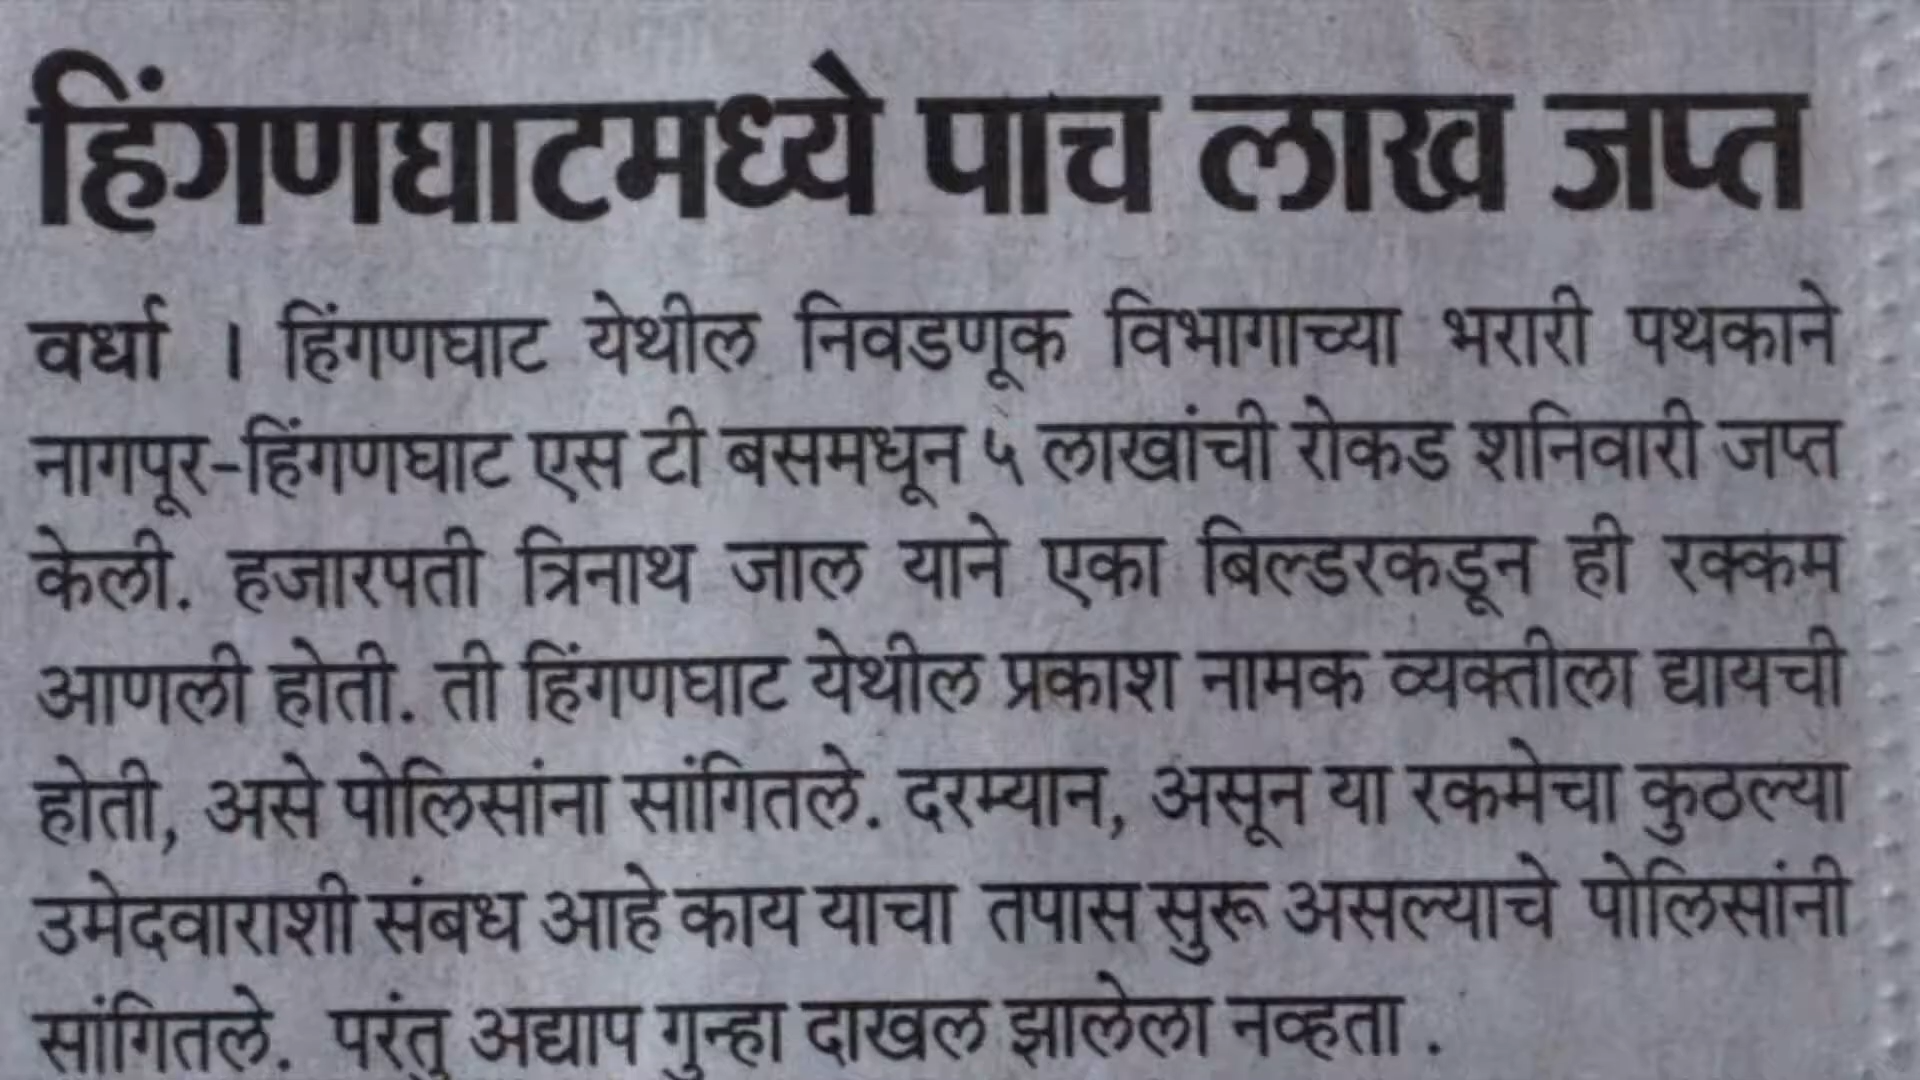 हिंगणघाटमध्ये पाच लाख जप्त
वर्धा । हिंगणघाट येथील निवडणूक विभागाच्या भरारी पथकाने
नागपूर-हिंगणघाट एस टी बसमधून ५ लाखांची रोकड शनिवारी जप्त
केली. हजारपती त्रिनाथ जाल याने एका बिल्डरकडून ही रक्कम
आणली होती. ती हिंगणघाट येथील प्रकाश नामक व्यक्तीला द्यायची
होती, असे पोलिसांना सांगितले. दरम्यान, असून या रकमेचा कुठल्या
उमेदवाराशी संबध आहे काय याचा तपास सुरू असल्याचे पोलिसांनी
सांगितले. परंतु अद्याप गुन्हा दाखल झालेला नव्हता.